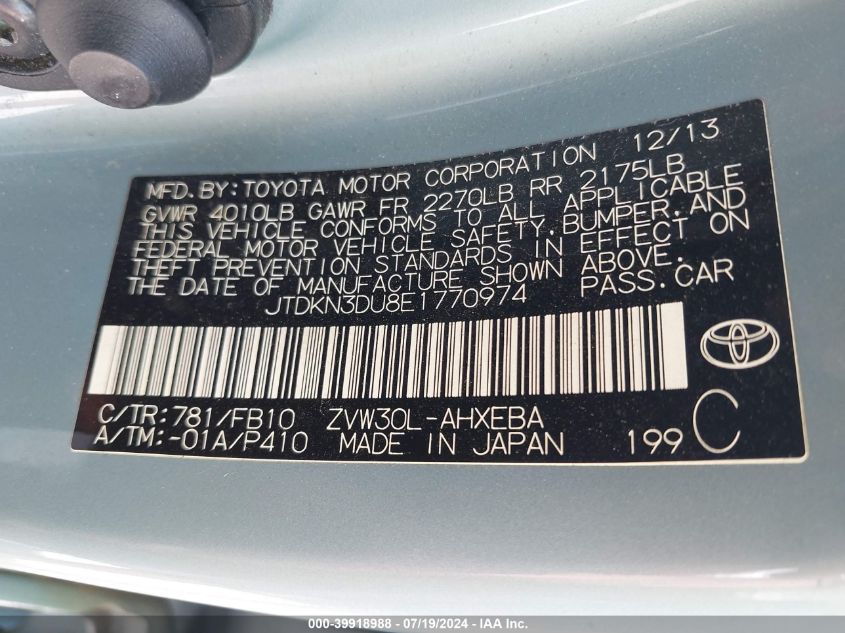 12/13
MFD.BY:TOYOTA MOTOR CORPORATION
GVWR 4010LB GAWR FR 2270LB RR 2175LB
THIS VEHICLE CONFORMS TO ALL APPLICABLE
FEDERAL MOTOR VEHICLE SAFETY,BUMPER,AND
THEFT PREVENTION STANDARDS IN EFFECT ON
THE DATE OF MANUFACTURE SHOWN ABOVE.
JTDKN3DU8E1770974 PASS.CAR
C/TR:781/FB10 ZVW30L-AHXEBA
A/TM:-01A/P410 MADE IN JAPAN 199 C
000-39918988 - 07/19/2024 - IAA Inc.